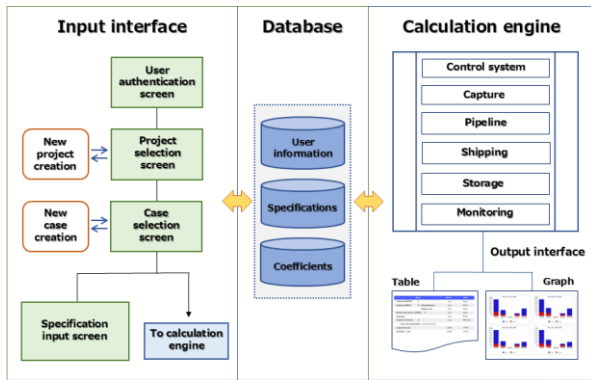 Input interface
User
authentication
screen
New
project
creation
Project
selection
screen
New
case
creation
Case
selection
screen
Specification
input screen
To calculation
engine
Database
User
information
Specifications
Coefficients
Calculation engine
Control system
Capture
Pipeline
Shipping
Storage
Monitoring
Output interface
Table
Graph